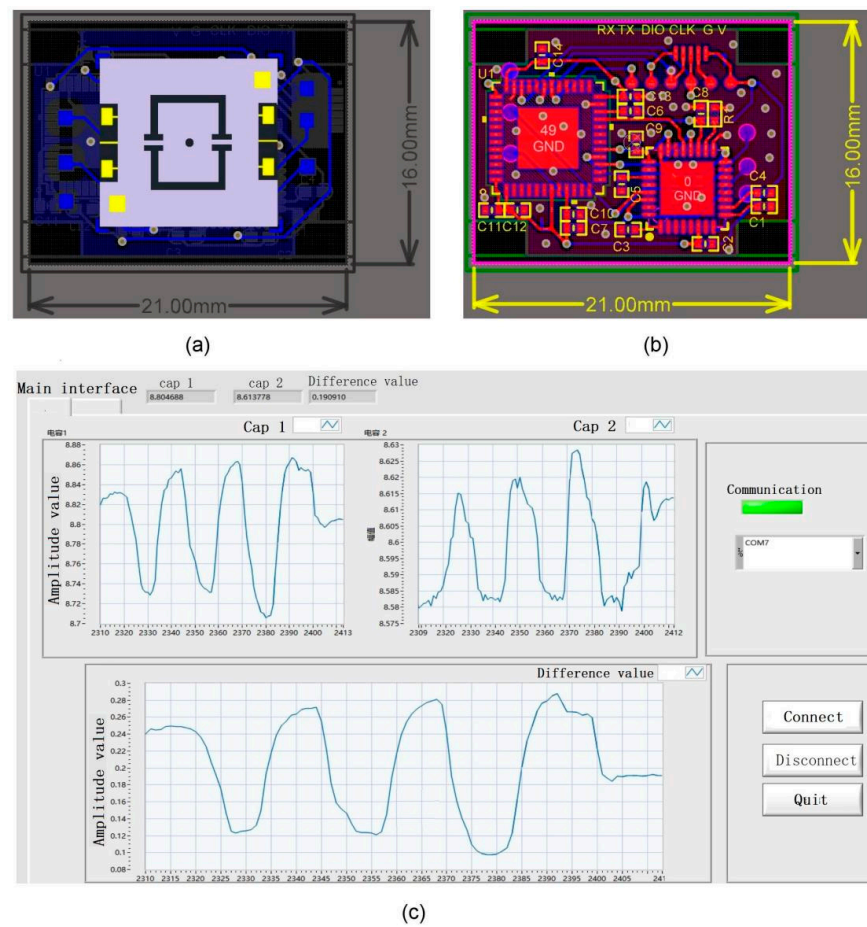 21.00mm
16.00mm
(a)
RX TX DIO CLK G V
U1
C14
C13
C6
C8
C9
49
GND
0
GND
C5
C4
C1
C11 C12
C10
C7
C3
C2
21.00mm
16.00mm
(b)
Main interface
cap 1
cap 2
Difference value
8.804688
8.613778
0.190910
电容1
Cap 1
电容 2
Cap 2
Amplitude value
8.88
8.86
8.84
8.82
8.8
8.78
8.76
8.74
8.72
8.7
2310 2320 2330 2340 2350 2360 2370 2380 2390 2400 2413
幅值
8.63
8.625
8.62
8.615
8.61
8.605
8.6
8.595
8.59
8.585
8.58
8.575
2309 2320 2330 2340 2350 2360 2370 2380 2390 2400 2412
Communication
COM7
Difference value
Amplitude value
0.3
0.28
0.26
0.24
0.22
0.2
0.18
0.16
0.14
0.12
0.1
0.08
2310 2315 2320 2325 2330 2335 2340 2345 2350 2355 2360 2365 2370 2375 2380 2385 2390 2395 2400 2405 241
Connect
Disconnect
Quit
(c)